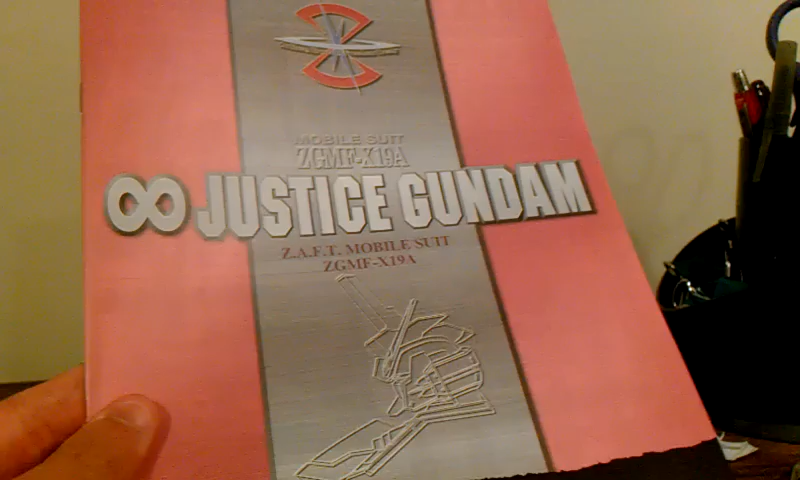 MOBILE SUIT
ZGMF-X19A
∞ JUSTICE GUNDAM
Z.A.F.T. MOBILE SUIT
ZGMF-X19A